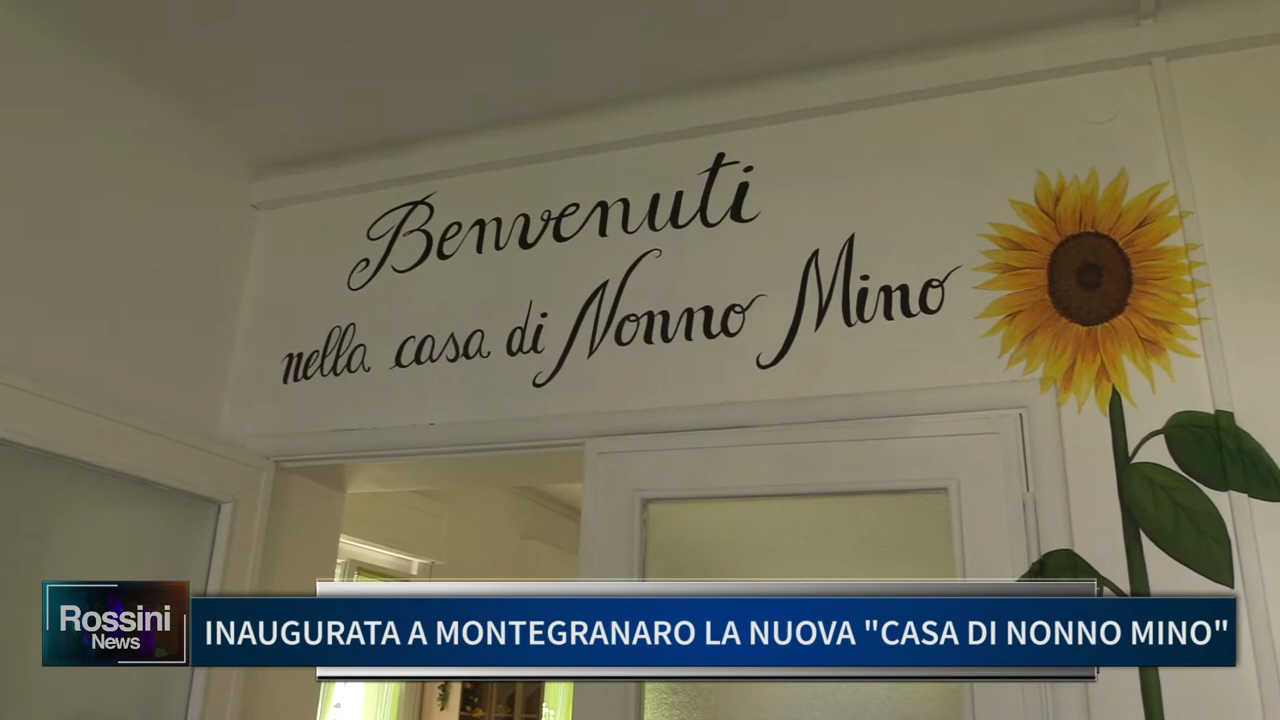 Benvenuti
nella casa di Nonno Mino
Rossini
News
INAUGURATA A MONTEGRANARO LA NUOVA "CASA DI NONNO MINO"